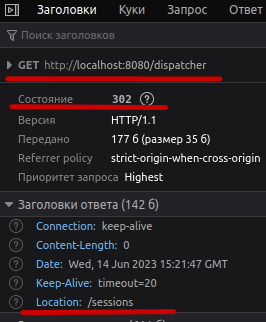 Заголовки Куки Запрос Ответ
Поиск заголовков
GET http://localhost:8080/dispatcher
Состояние 302 ?
Версия HTTP/1.1
Передано 177 б (размер 35 б)
Referrer policy strict-origin-when-cross-origin
Приоритет запроса Highest
Заголовки ответа (142 б)
? Connection: keep-alive
? Content-Length: 0
? Date: Wed, 14 Jun 2023 15:21:47 GMT
? Keep-Alive: timeout=20
? Location: /sessions